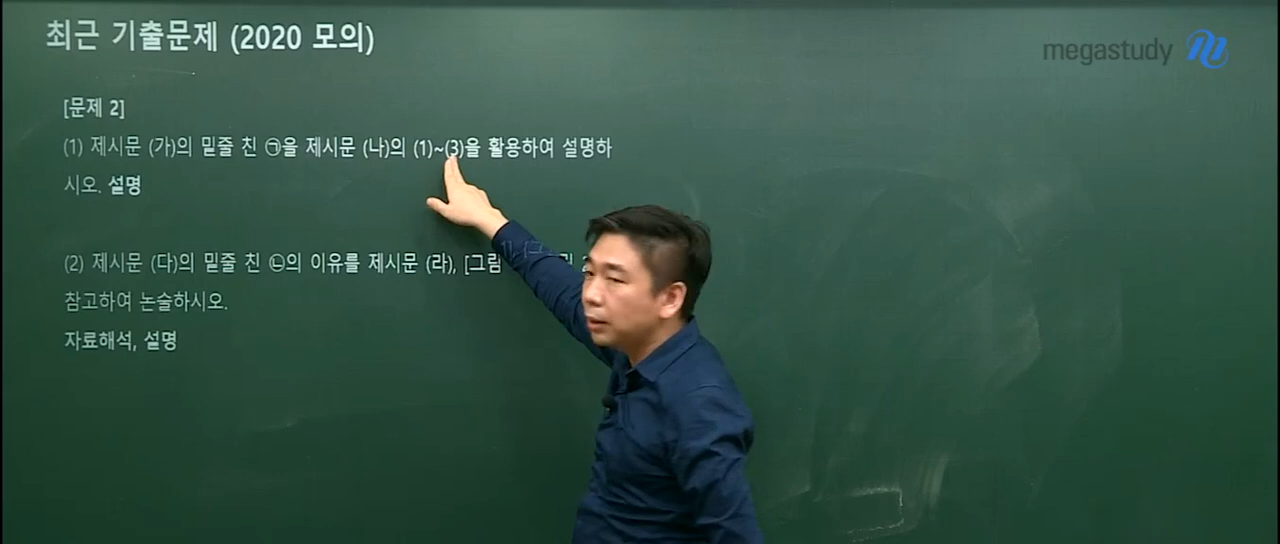 최근 기출문제 (2020 모의)
megastudy
[문제 2]
(1) 제시문 (가)의 밑줄 친 ㉠을 제시문 (나)의 (1)~(3)을 활용하여 설명하
시오. 설명
(2) 제시문 (다)의 밑줄 친 ㉡의 이유를 제시문 (라), [그림
참고하여 논술하시오.
자료해석, 설명